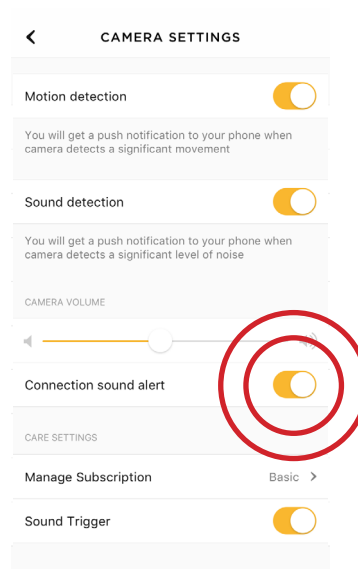 CAMERA SETTINGS
Motion detection
You will get a push notification to your phone when
camera detects a significant movement
Sound detection
You will get a push notification to your phone when
camera detects a significant level of noise
CAMERA VOLUME
Connection sound alert
CARE SETTINGS
Manage Subscription Basic
Sound Trigger